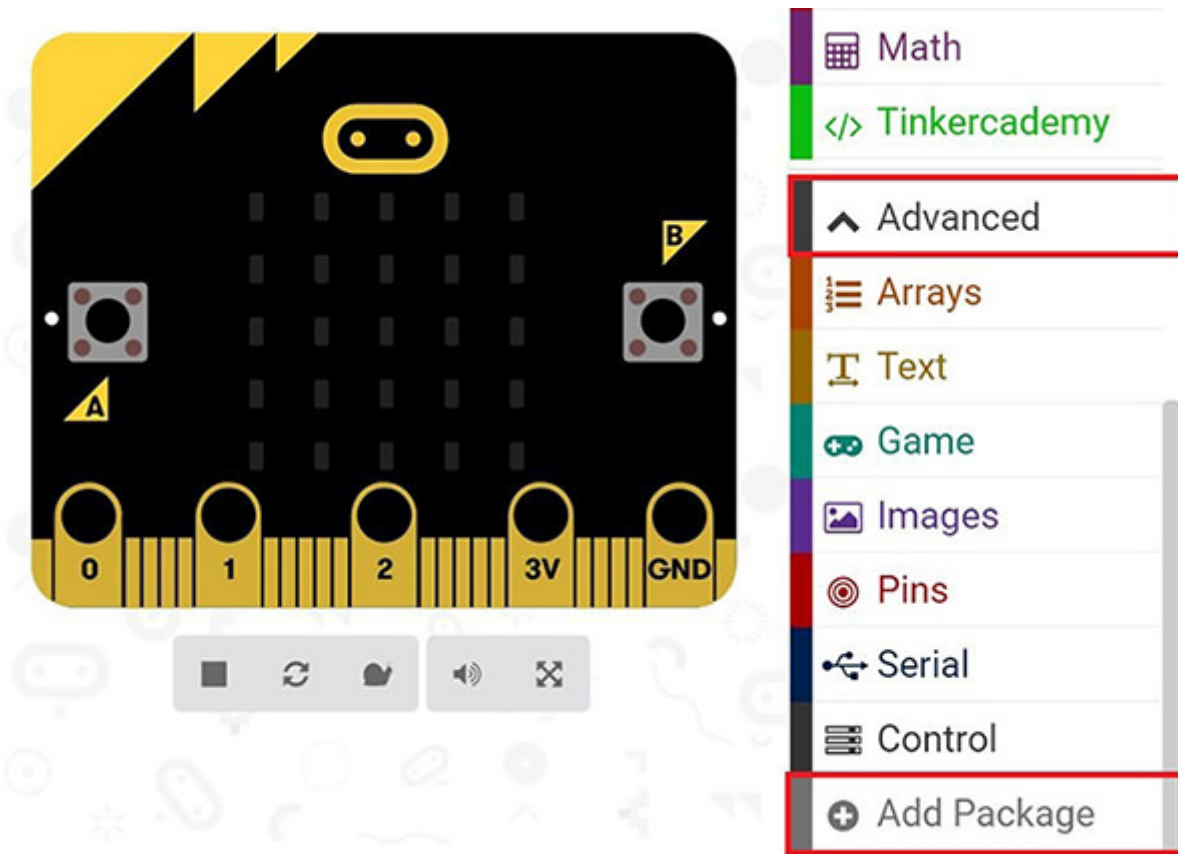 B
A
0 1 2 3V GND
Math
Tinkercademy
Advanced
Arrays
Text
Game
Images
Pins
Serial
Control
Add Package